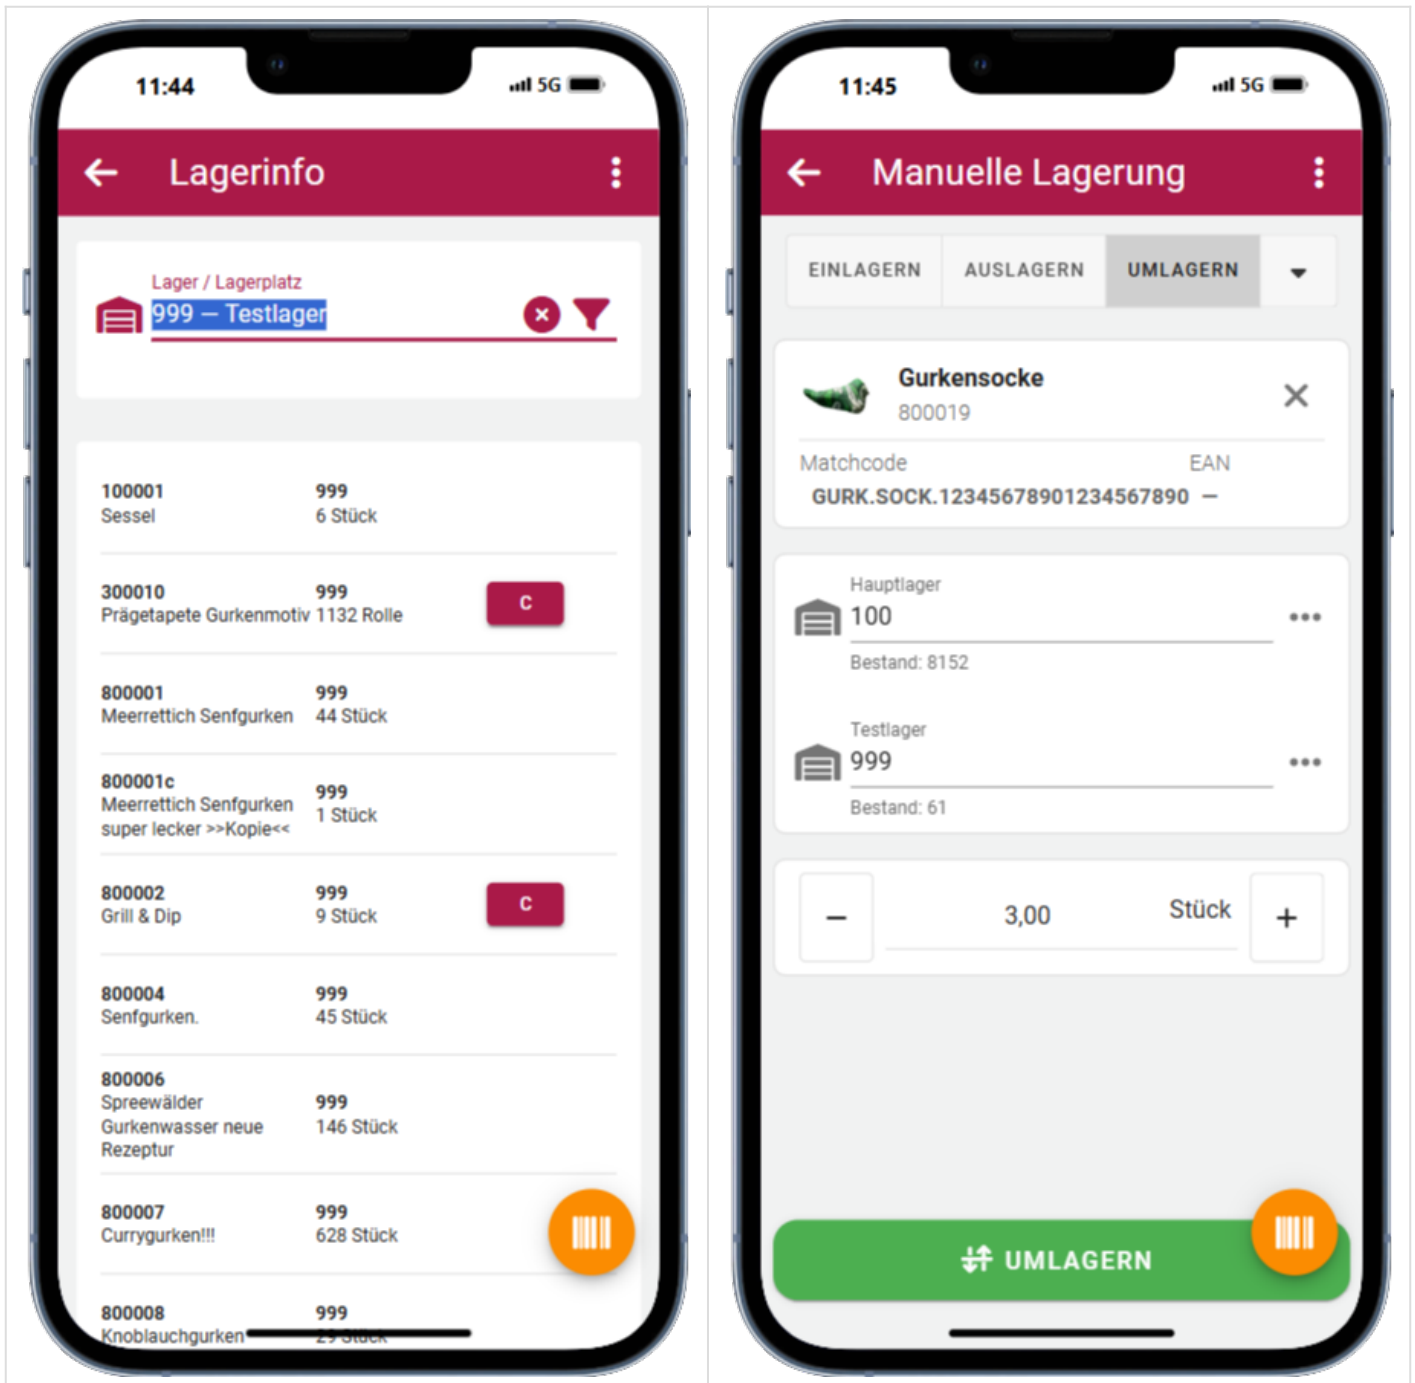 11:44
5G
Lagerinfo
Lager / Lagerplatz
999 — Testlager
100001
Sessel
999
6 Stück
300010
Prägetapete Gurkenmotiv
999
1132 Rolle
C
800001
Meerrettich Senfgurken
999
44 Stück
800001c
Meerrettich Senfgurken
super lecker >>Kopie<<
999
1 Stück
800002
Grill & Dip
999
9 Stück
C
800004
Senfgurken.
999
45 Stück
800006
Spreewälder
Gurkenwasser neue
Rezeptur
999
146 Stück
800007
Currygurken!!!
999
628 Stück
800008
Knoblauchgurken
999
29 Stück
11:45
5G
Manuelle Lagerung
EINLAGERN
AUSLAGERN
UMLAGERN
Gurkensocke
800019
Matchcode
EAN
GURK.SOCK.12345678901234567890
—
Hauptlager
100
Bestand: 8152
Testlager
999
Bestand: 61
− 3,00 Stück +
UMLAGERN